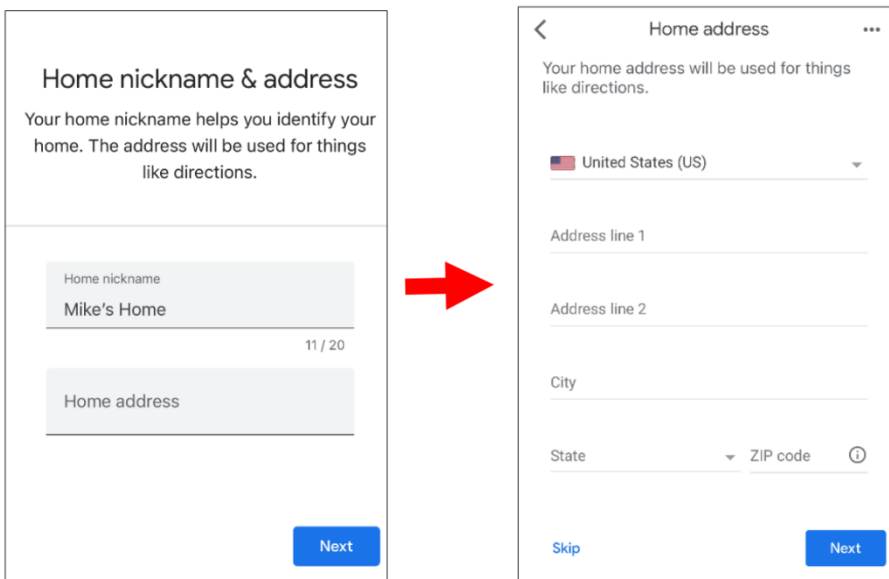 Home nickname & address
Your home nickname helps you identify your
home. The address will be used for things
like directions.
Home nickname
Mike's Home
11 / 20
Home address
Next
Home address
Your home address will be used for things
like directions.
United States (US)
Address line 1
Address line 2
City
State
ZIP code
Skip
Next